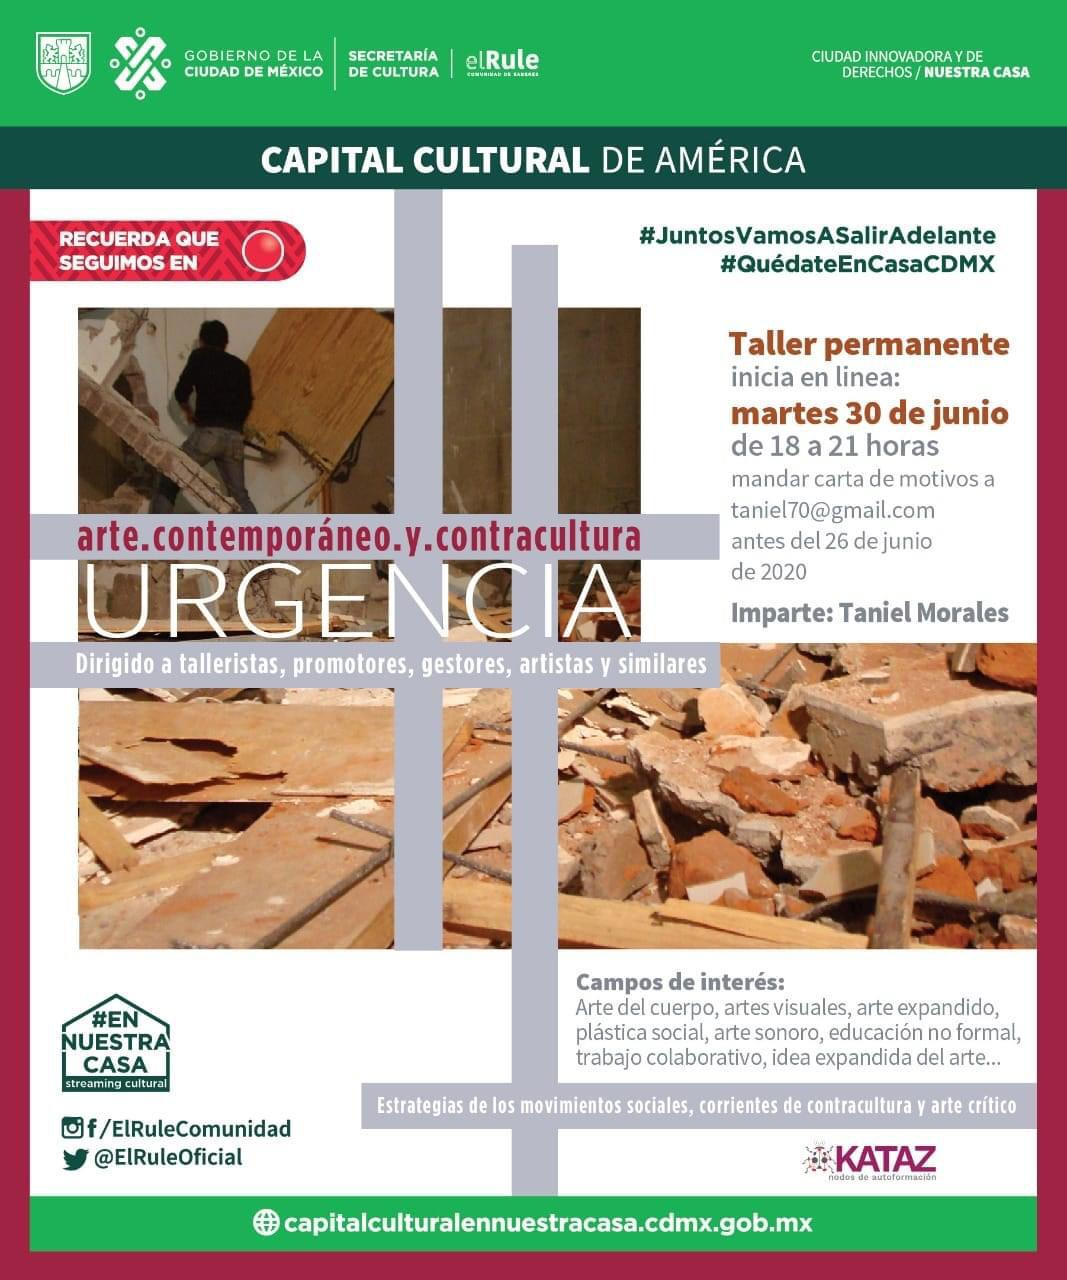 GOBIERNO DE LA
CIUDAD DE MÉXICO
SECRETARÍA
DE CULTURA
elRule
COMUNIDAD DE SABERES
CIUDAD INNOVADORA Y DE
DERECHOS / NUESTRA CASA
CAPITAL CULTURAL DE AMÉRICA
RECUERDA QUE
SEGUIMOS EN
#JuntosVamosASalirAdelante
#QuédateEnCasaCDMX
Taller permanente
inicia en linea:
martes 30 de junio
de 18 a 21 horas
mandar carta de motivos a
taniel70@gmail.com
antes del 26 de junio
de 2020
Imparte: Taniel Morales
arte.contemporáneo.y.contracultura
URGENCIA
Dirigido a talleristas, promotores, gestores, artistas y similares
Campos de interés:
Arte del cuerpo, artes visuales, arte expandido,
plástica social, arte sonoro, educación no formal,
trabajo colaborativo, idea expandida del arte...
Estrategias de los movimientos sociales, corrientes de contracultura y arte crítico
#EN
NUESTRA
CASA
streaming cultural
f/ElRuleComunidad
@ElRuleOficial
KATAZ
nodos de autoformación
capitalculturalennuestracasa.cdmx.gob.mx